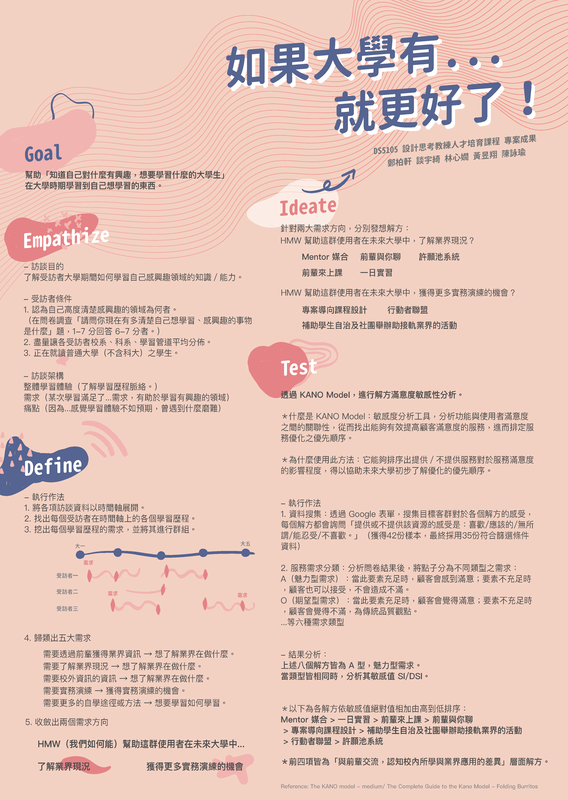 如果大學有...
就更好了！
DSS105 設計思考教練人才培育課程 專案成果
鄭柏軒 談宇綺 林心嫺 黃昱翔 陳詠瑜
Goal
幫助「知道自己對什麼有興趣，想要學習什麼的大學生」
在大學時期學習到自己想學習的東西。
Empathize
– 訪談目的
了解受訪者大學期間如何學習自己感興趣領域的知識 / 能力。
– 受訪者條件
1. 認為自己高度清楚感興趣的領域為何者。
（在問卷調查「請問你現在有多清楚自己想學習、感興趣的事物
是什麼」題，1–7 分回答 6–7 分者。）
2. 盡量讓各受訪者校系、科系、學習管道平均分佈。
3. 正在就讀普通大學（不含科大）之學生。
– 訪談架構
整體學習體驗（了解學習歷程脈絡。）
需求（某次學習滿足了...需求，有助於學習有興趣的領域）
痛點（因為...感覺學習體驗不如預期，曾遇到什麼磨難）
Define
– 執行作法
1. 將各項訪談資料以時間軸展開。
2. 找出每個受訪者在時間軸上的各個學習歷程。
3. 挖出每個學習歷程的需求，並將其進行群組。
大一
大五
需求
受訪者一
受訪者二
需求
需求
受訪者三
4. 歸類出五大需求
需要透過前輩獲得業界資訊 → 想了解業界在做什麼。
需要了解業界現況 → 想了解業界在做什麼。
需要校外資訊的資訊 → 想了解業界在做什麼。
需要實務演練 → 獲得實務演練的機會。
需要更多的自學途徑或方法 → 想要學習如何學習。
5. 收斂出兩個需求方向
HMW（我們如何能）幫助這群使用者在未來大學中...
了解業界現況
獲得更多實務演練的機會
Ideate
針對兩大需求方向，分別發想解方：
HMW 幫助這群使用者在未來大學中，了解業界現況？
Mentor 媒合 前輩與你聊 許願池系統
前輩來上課 一日實習
HMW 幫助這群使用者在未來大學中，獲得更多實務演練的機會？
專案導向課程設計 行動者聯盟
補助學生自治及社團舉辦助接軌業界的活動
Test
透過 KANO Model，進行解方滿意度敏感性分析。
＊什麼是 KANO Model：敏感度分析工具，分析功能與使用者滿意度
之間的關聯性，從而找出能夠有效提高顧客滿意度的服務，進而排定服
務優化之優先順序。
＊為什麼使用此方法：它能夠排序出提供 / 不提供服務對於服務滿意度
的影響程度，得以協助未來大學初步了解優化的優先順序。
– 執行作法
1. 資料搜集：透過 Google 表單，搜集目標客群對於各個解方的感受，
每個解方都會詢問「提供或不提供該資源的感受是：喜歡/應該的/無所
謂/能忍受/不喜歡。」（獲得42份樣本，最終採用35份符合篩選條件
資料）
2. 服務需求分類：分析問卷結果後，將點子分為不同類型之需求：
A（魅力型需求）：當此要素充足時，顧客會感到滿意；要素不充足時
，顧客也可以接受，不會造成不滿。
O（期望型需求）：當此要素充足時，顧客會覺得滿意；要素不充足時
，顧客會覺得不滿，為傳統品質觀點。
...等六種需求類型
– 結果分析：
上述八個解方皆為 A 型，魅力型需求。
當類型皆相同時，分析其敏感值 SI/DSI。
＊以下為各解方依敏感值絕對值相加由高到低排序：
Mentor 媒合 > 一日實習 > 前輩來上課 > 前輩與你聊
> 專案導向課程設計 > 補助學生自治及社團舉辦助接軌業界的活動
> 行動者聯盟 > 許願池系統
＊前四項皆為「與前輩交流，認知校內所學與業界應用的差異」層面解方。
Reference: The KANO model – medium/ The Complete Guide to the Kano Model – Folding Burritos